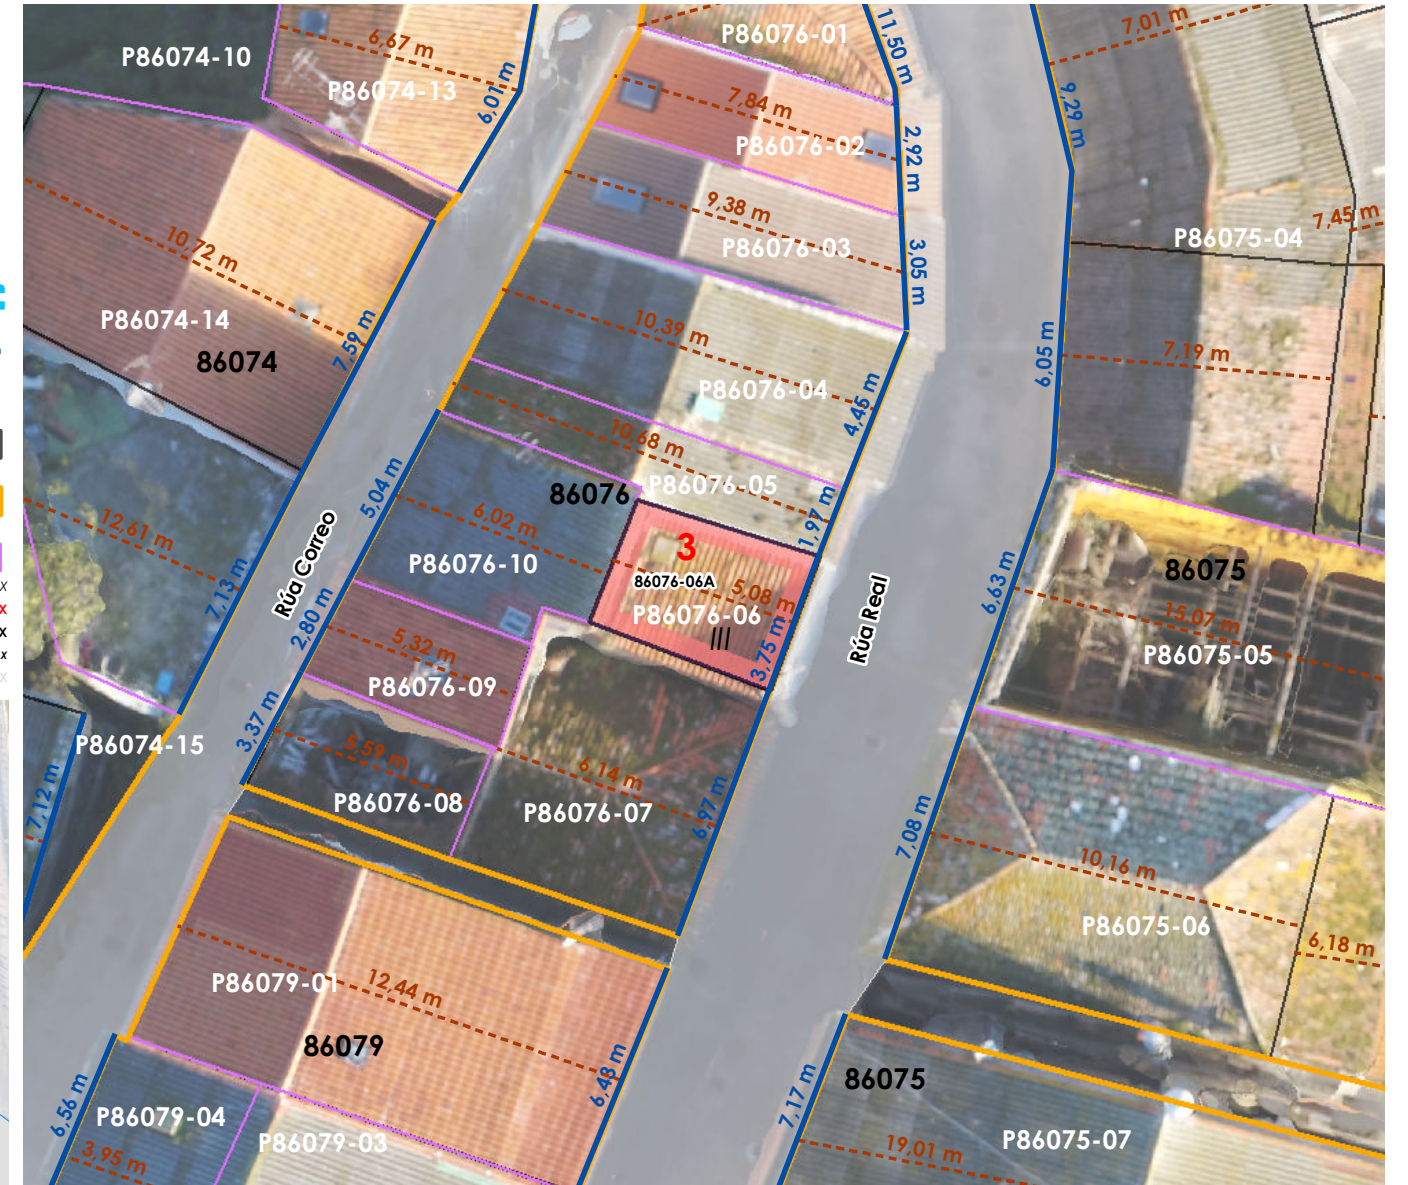 P86074-10
6,67 m
P86074-13
6,01 m
P86076-01
11,50 m
7,01 m
9,29 m
7,84 m
P86076-02
2,92 m
9,38 m
P86076-03
3,05 m
P86075-04
7,45 m
10,72 m
P86074-14
86074
7,59 m
10,39 m
P86076-04
4,45 m
6,05 m
7,19 m
10,68 m
P86076-05
1,97 m
86076
5,04 m
6,02 m
P86076-10
12,61 m
7,13 m
Rúa Correo
2,80 m
3
86076-06A
5,08 m
P86076-06
III
3,75 m
Rúa Real
6,63 m
86075
15,07 m
P86075-05
5,32 m
P86076-09
3,37 m
P86074-15
7,12 m
5,59 m
P86076-08
6,14 m
P86076-07
6,97 m
7,08 m
10,16 m
P86075-06
6,18 m
P86079-01
12,44 m
86079
6,43 m
86075
7,17 m
P86075-07
19,01 m
6,56 m
P86079-04
P86079-03
3,95 m